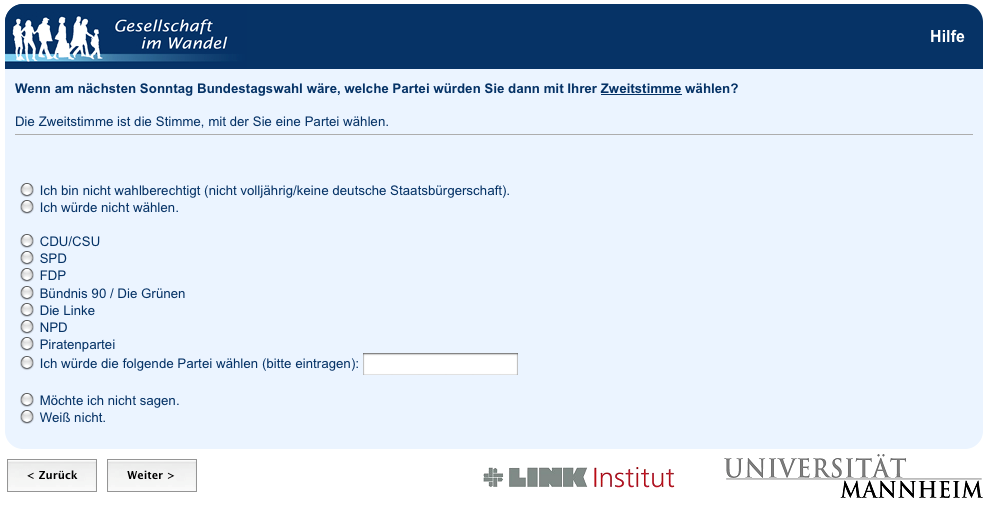 Gesellschaft
im Wandel
Hilfe
Wenn am nächsten Sonntag Bundestagswahl wäre, welche Partei würden Sie dann mit Ihrer Zweitstimme wählen?
Die Zweitstimme ist die Stimme, mit der Sie eine Partei wählen.
Ich bin nicht wahlberechtigt (nicht volljährig/keine deutsche Staatsbürgerschaft).
Ich würde nicht wählen.
CDU/CSU
SPD
FDP
Bündnis 90 / Die Grünen
Die Linke
NPD
Piratenpartei
Ich würde die folgende Partei wählen (bitte eintragen):
Möchte ich nicht sagen.
Weiß nicht.
< Zurück
Weiter >
LINK Institut
UNIVERSITÄT
MANNHEIM